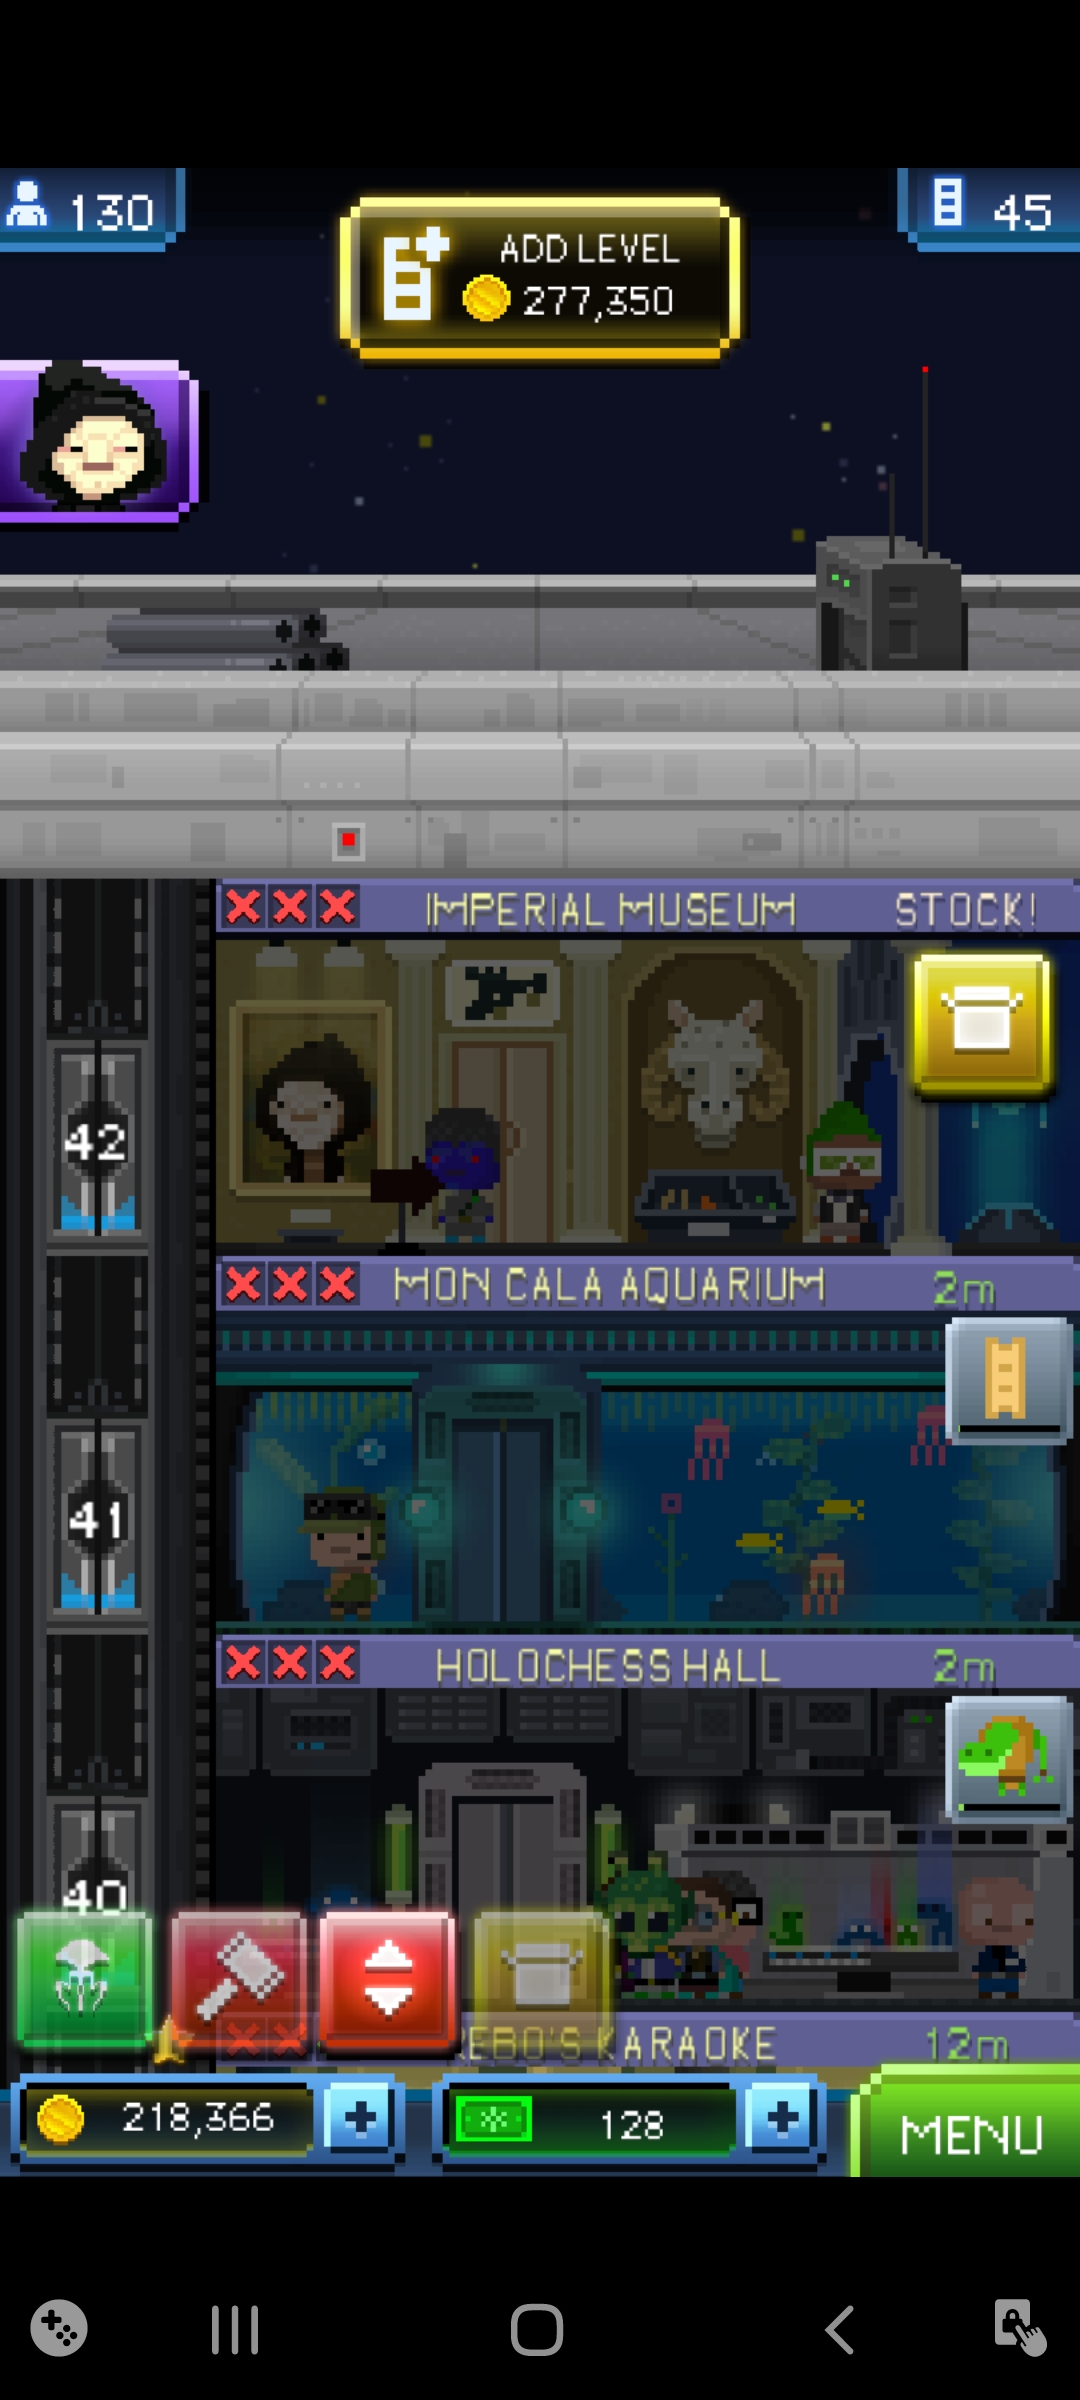 130
ADD LEVEL
277,350
45
IMPERIAL MUSEUM STOCK!
42
MON CALA AQUARIUM 2m
41
HOLOCHESS HALL 2m
40
REBO'S KARAOKE 12m
218,366
128
MENU